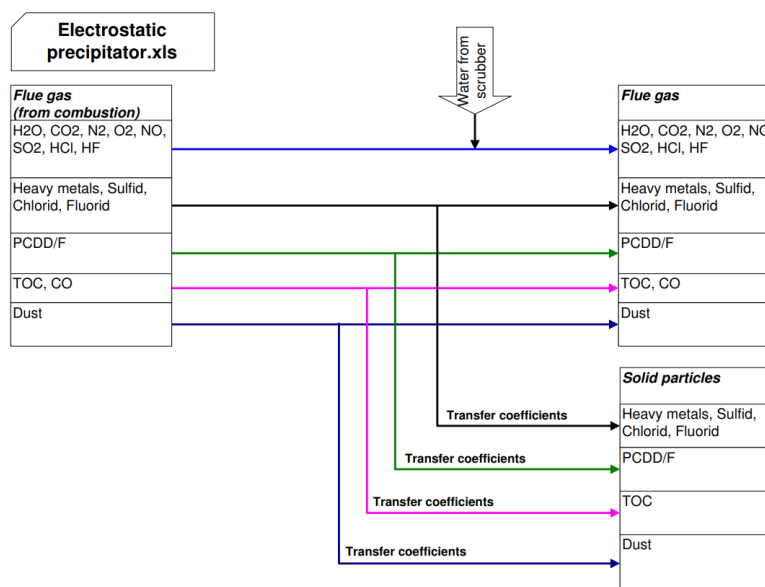 Electrostatic
precipitator.xls
Water from
scrubber
Flue gas
(from combustion)
H2O, CO2, N2, O2, NO,
SO2, HCl, HF
Heavy metals, Sulfid,
Chlorid, Fluorid
PCDD/F
TOC, CO
Dust
Flue gas
H2O, CO2, N2, O2, NO
SO2, HCl, HF
Heavy metals, Sulfid,
Chlorid, Fluorid
PCDD/F
TOC, CO
Dust
Solid particles
Transfer coefficients
Heavy metals, Sulfid,
Chlorid, Fluorid
Transfer coefficients
PCDD/F
Transfer coefficients
TOC
Transfer coefficients
Dust